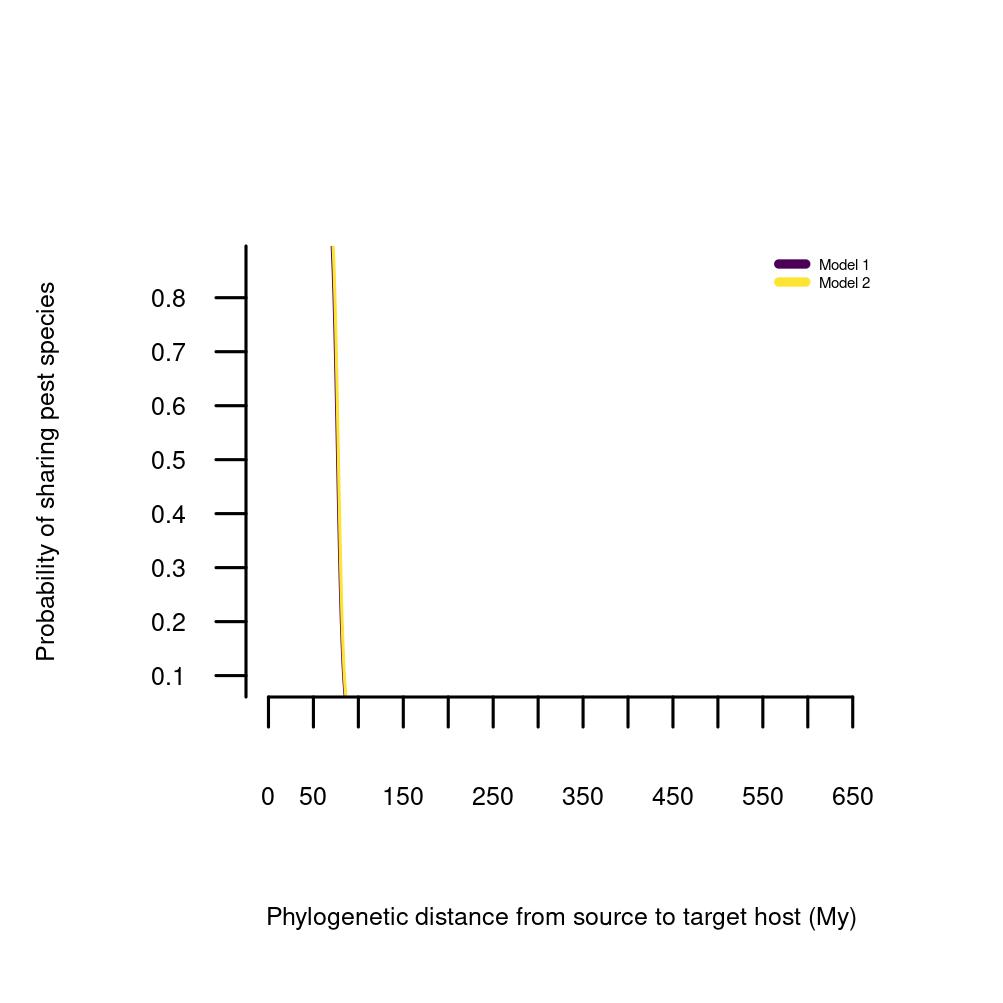 Model 1
Model 2
Probability of sharing pest species
0.8
0.7
0.6
0.5
0.4
0.3
0.2
0.1
0 50 150 250 350 450 550 650
Phylogenetic distance from source to target host (My)